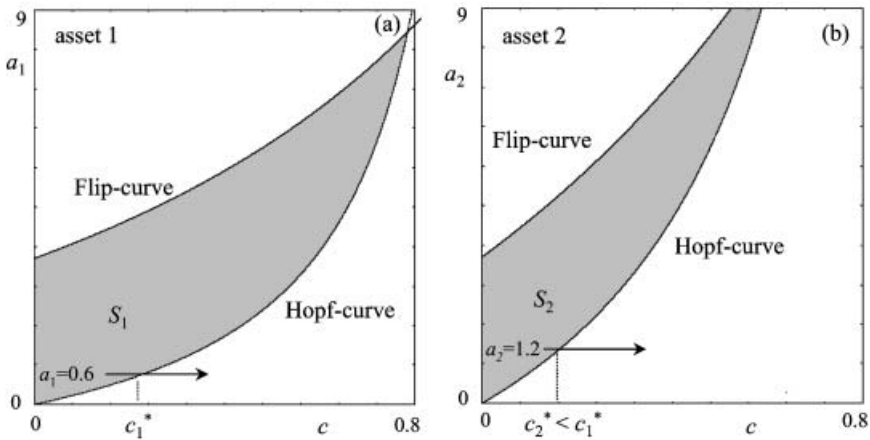 9
(a)
asset 1
a₁
Flip-curve
S₁
Hopf-curve
a₁=0.6
0
0
c₁*
c
0.8
9
asset 2
(b)
a₂
Flip-curve
Hopf-curve
S₂
a₂=1.2
0
0
c₂* < c₁*
c
0.8